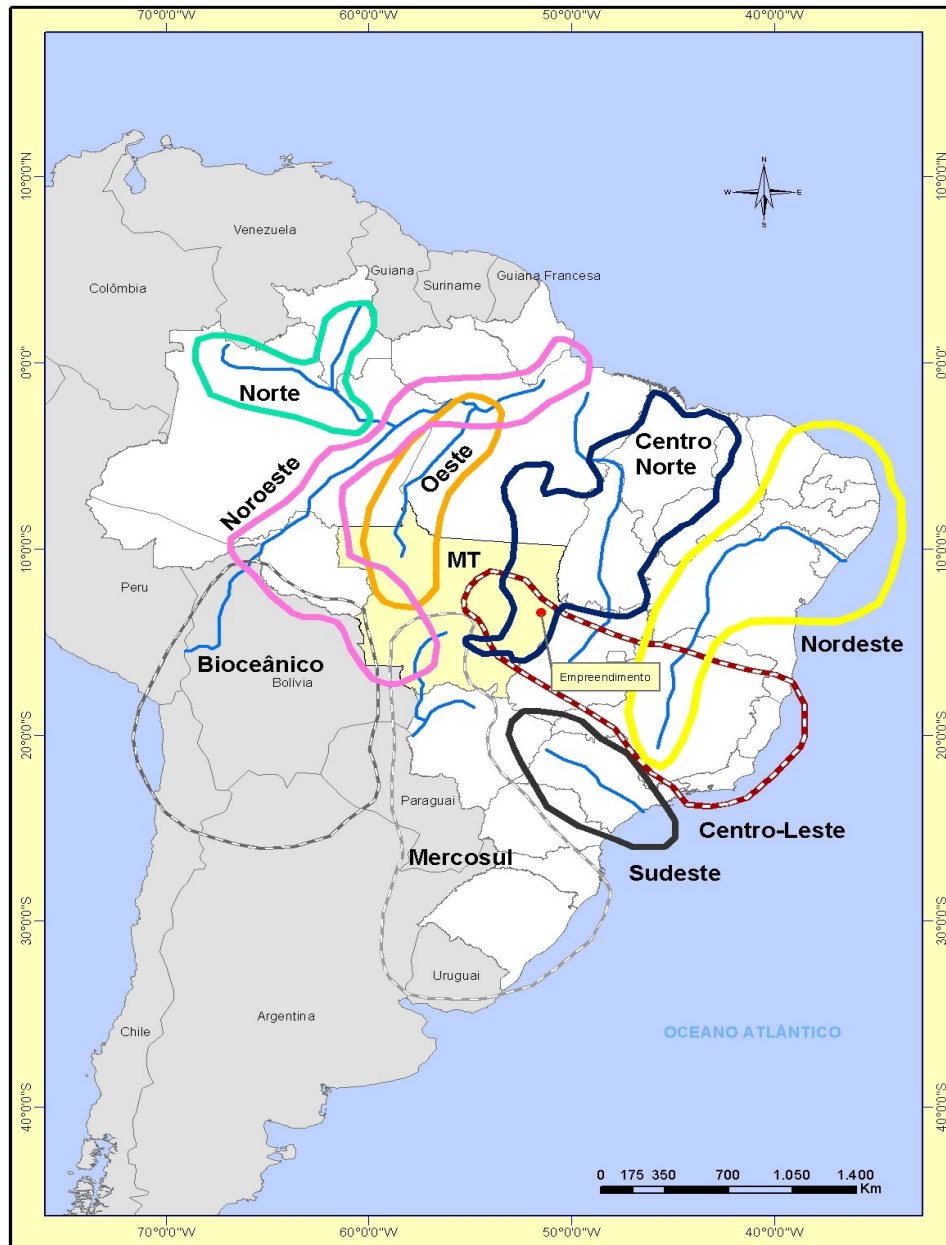 70°0'0"W 60°0'0"W 50°0'0"W 40°0'0"W
10°0'0"N 10°0'0"N
N
W E
S
Venezuela
Guiana
Suriname
Guiana Francesa
Colômbia
0°0'0" 0°0'0"
Norte
Centro
Norte
Noroeste
Oeste
10°0'0"S 10°0'0"S
MT
Peru
Nordeste
Bioceânico
Bolívia
Empreendimento
20°0'0"S 20°0'0"S
Paraguai
Centro-Leste
Mercosul
Sudeste
30°0'0"S 30°0'0"S
Uruguai
Argentina
Chile
OCEANO ATLÂNTICO
40°0'0"S 40°0'0"S
0 175 350 700 1.050 1.400
Km
70°0'0"W 60°0'0"W 50°0'0"W 40°0'0"W